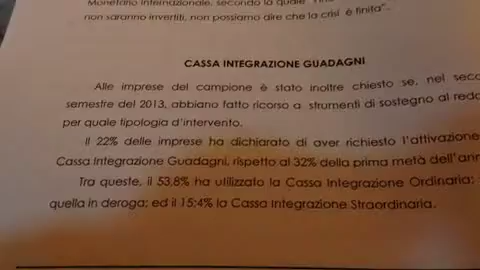 Monetario Internazionale, secondo la quale
non saranno invertiti, non possiamo dire che la crisi è finita".
CASSA INTEGRAZIONE GUADAGNI
Alle imprese del campione è stato inoltre chiesto se, nel seco
semestre del 2013, abbiano fatto ricorso a strumenti di sostegno al redd
per quale tipologia d'intervento.
Il 22% delle imprese ha dichiarato di aver richiesto l'attivazione
Cassa Integrazione Guadagni, rispetto al 32% della prima metà dell'ann
Tra queste, il 53,8% ha utilizzato la Cassa Integrazione Ordinaria;
quella in deroga; ed il 15,4% la Cassa Integrazione Straordinaria.